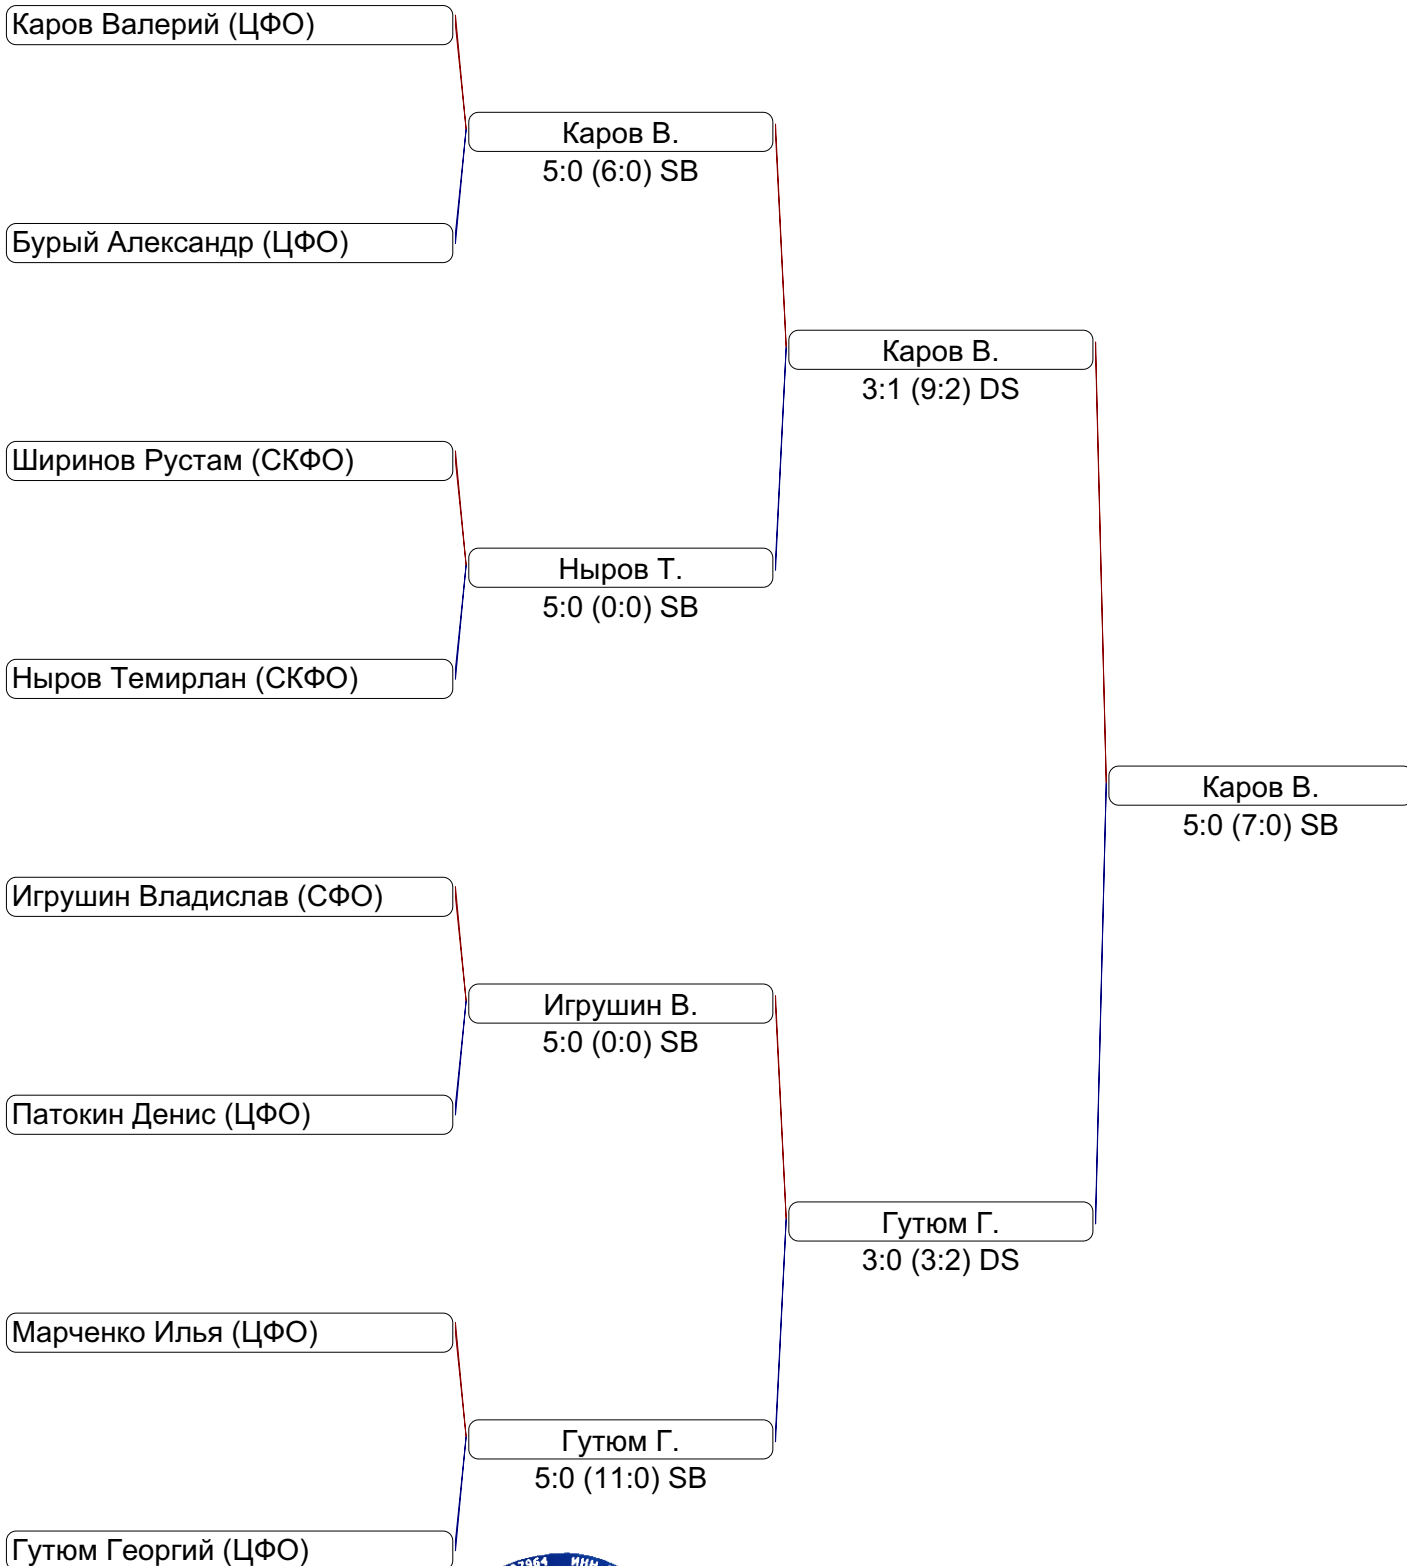 Каров Валерий (ЦФО)
Каров В.
5:0 (6:0) SB
Бурый Александр (ЦФО)
Каров В.
3:1 (9:2) DS
Ширинов Рустам (СКФО)
Ныров Т.
5:0 (0:0) SB
Ныров Темирлан (СКФО)
Каров В.
5:0 (7:0) SB
Игрушин Владислав (СФО)
Игрушин В.
5:0 (0:0) SB
Патокин Денис (ЦФО)
Гутюм Г.
3:0 (3:2) DS
Марченко Илья (ЦФО)
Гутюм Г.
5:0 (11:0) SB
Гутюм Георгий (ЦФО)